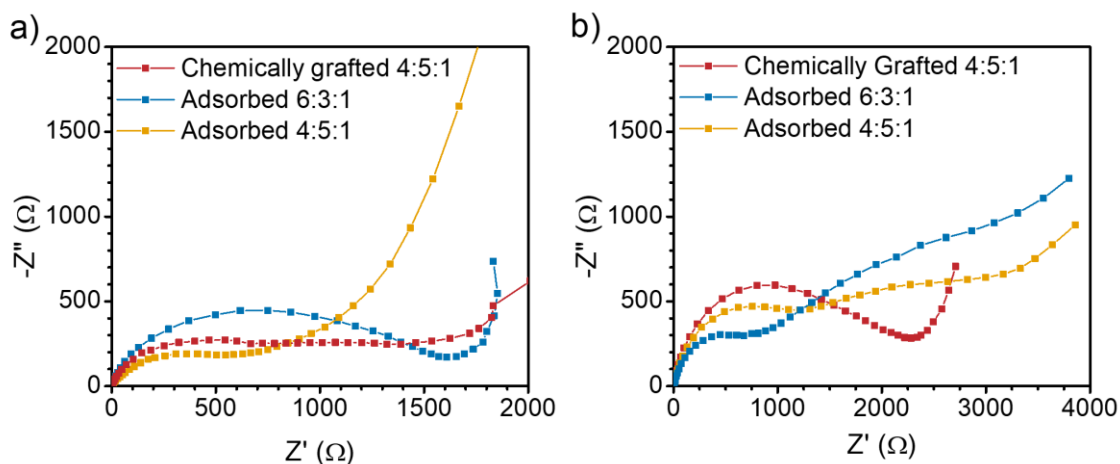 a)
2000
1500
1000
500
0
-Z" (Ω)
Chemically grafted 4:5:1
Adsorbed 6:3:1
Adsorbed 4:5:1
0 500 1000 1500 2000
Z' (Ω)
b)
2000
1500
1000
500
0
-Z" (Ω)
Chemically Grafted 4:5:1
Adsorbed 6:3:1
Adsorbed 4:5:1
0 1000 2000 3000 4000
Z' (Ω)